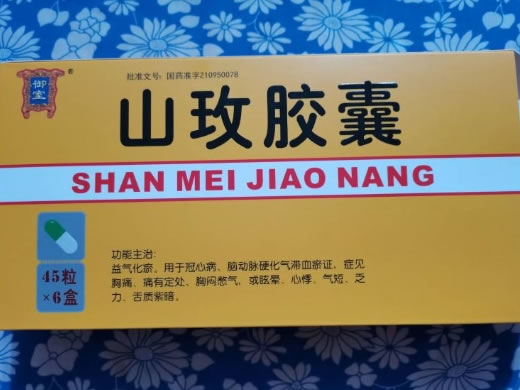 御室®
批准文号：国药准字Z10950078
山玫胶囊
SHAN MEI JIAO NANG
45粒
×6盒
功能主治：
益气化瘀。用于冠心病、脑动脉硬化气滞血瘀证，症见
胸痛、痛有定处、胸闷憋气，或眩晕、心悸、气短、乏
力、舌质紫暗。